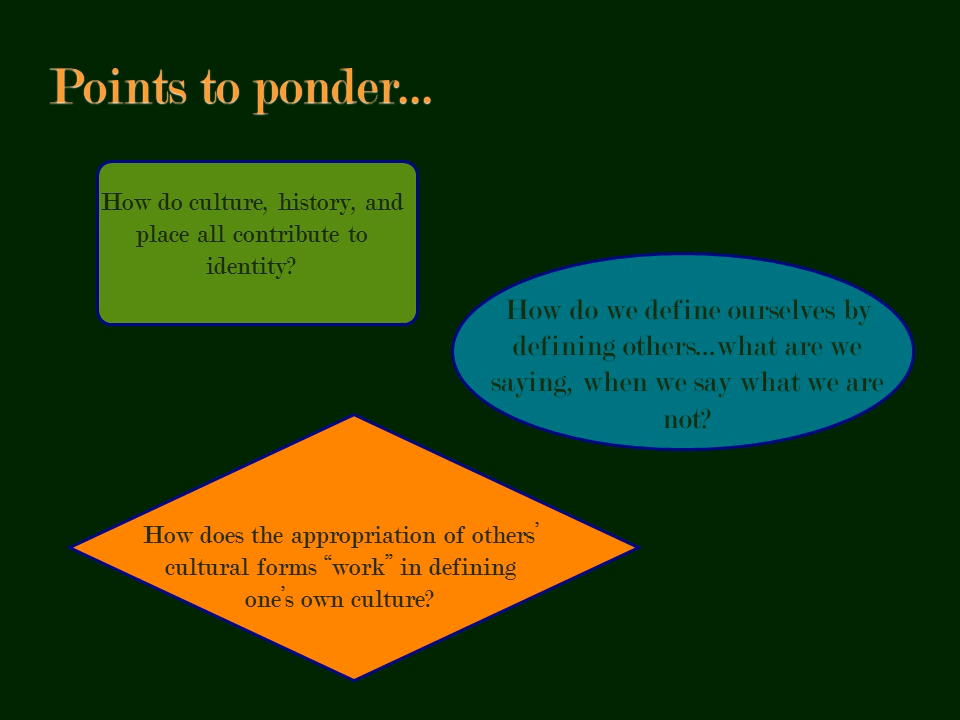 Points to ponder...
How do culture, history, and
place all contribute to
identity?
How do we define ourselves by
defining others...what are we
saying, when we say what we are
not?
How does the appropriation of others’
cultural forms “work” in defining
one’s own culture?